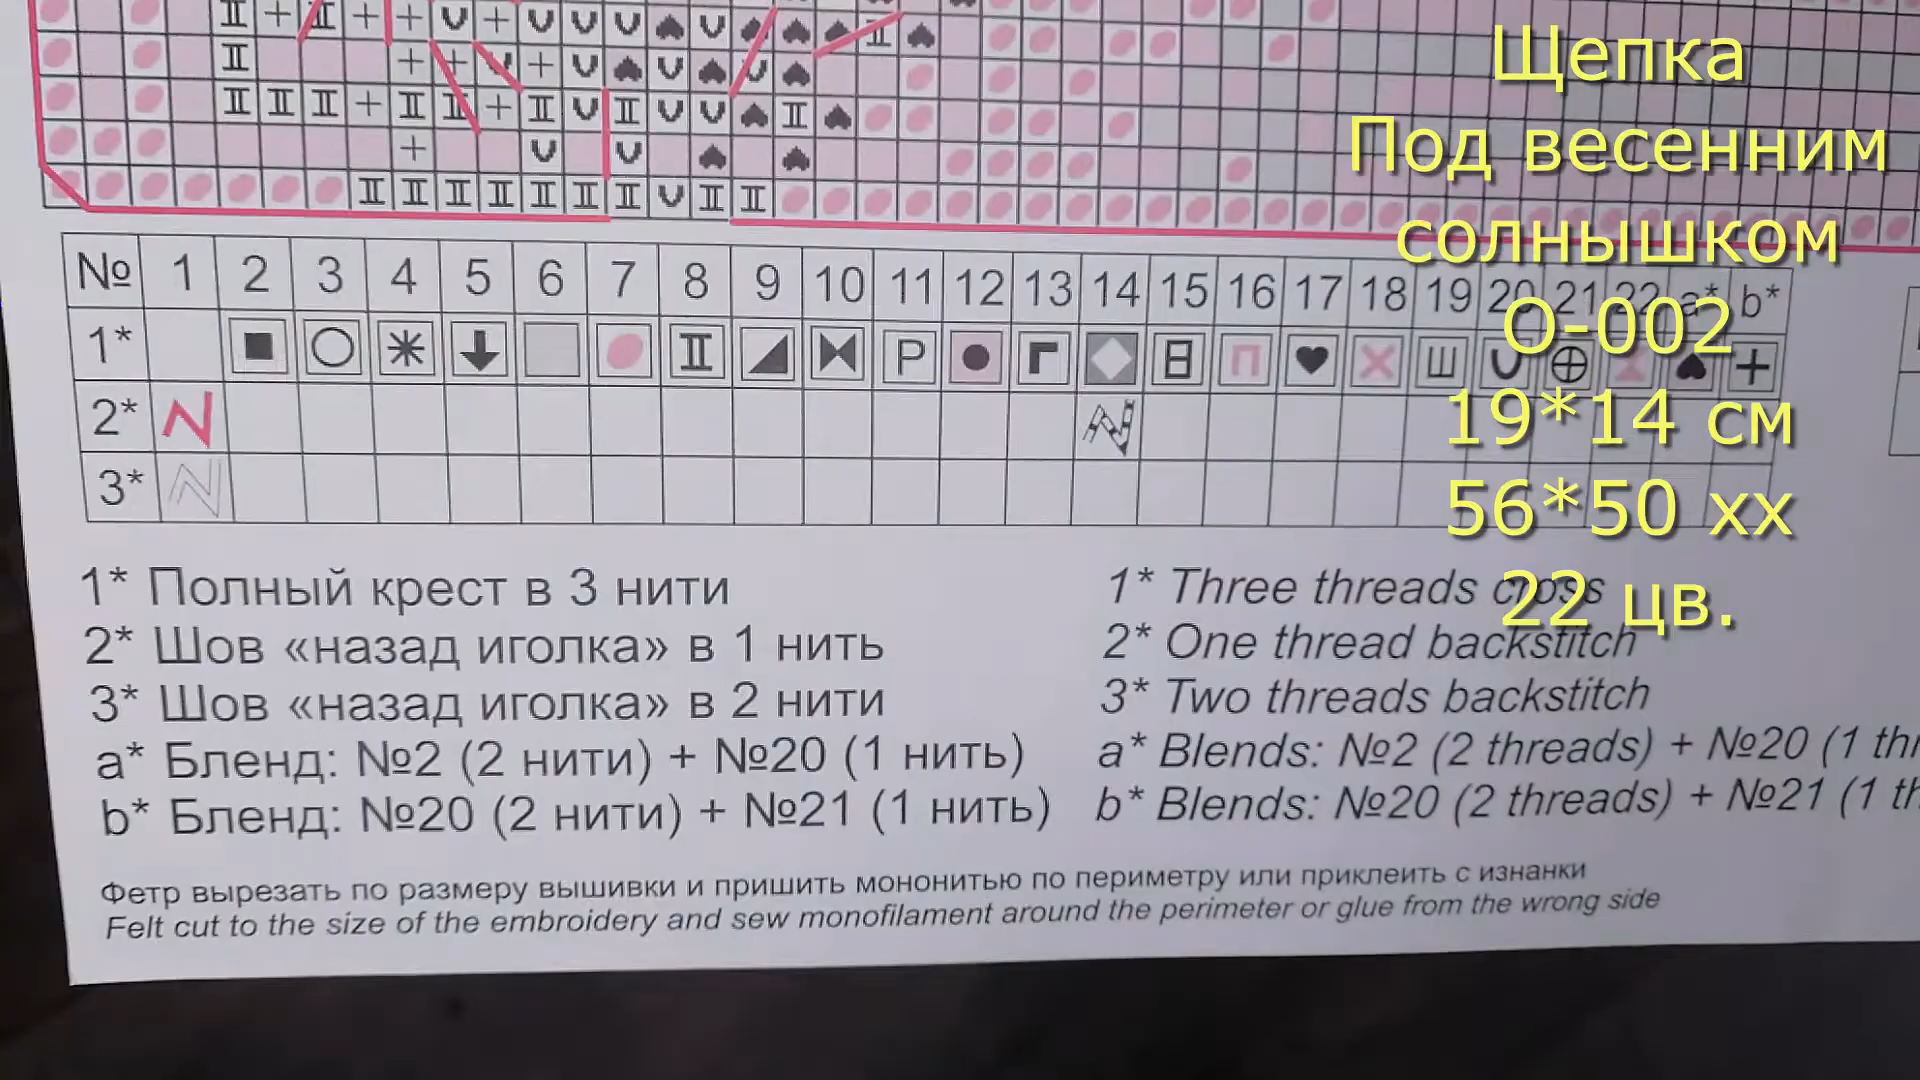 Щепка
Под весенним
солнышком
О-002
19*14 см
56*50 хх
22 цв.
№ 1 2 3 4 5 6 7 8 9 10 11 12 13 14 15 16 17 18 19 20 21 22 a* b*
1* Р Г П Ш
2*
3*
1* Полный крест в 3 нити
2* Шов «назад иголка» в 1 нить
3* Шов «назад иголка» в 2 нити
a* Бленд: №2 (2 нити) + №20 (1 нить)
b* Бленд: №20 (2 нити) + №21 (1 нить)
1* Three threads cross
2* One thread backstitch
3* Two threads backstitch
a* Blends: №2 (2 threads) + №20 (1
b* Blends: №20 (2 threads) + №21 (1
Фетр вырезать по размеру вышивки и пришить мононитью по периметру или приклеить с изнанки
Felt cut to the size of the embroidery and sew monofilament around the perimeter or glue from the wrong side